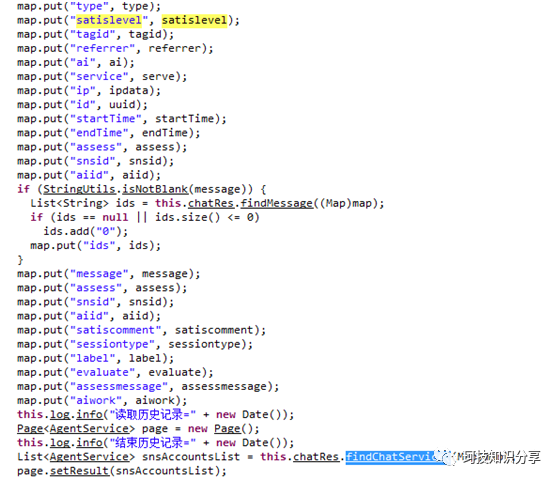 map.put("type", type);
map.put("satislevel", satislevel);
map.put("tagid", tagid);
map.put("referrer", referrer);
map.put("ai", ai);
map.put("service", serve);
map.put("ip", ipdata);
map.put("id", uuid);
map.put("startTime", startTime);
map.put("endTime", endTime);
map.put("assess", assess);
map.put("snsid", snsid);
map.put("aiid", aiid);
if (StringUtils.isNotBlank(message)) {
List<String> ids = this.chatRes.findMessage((Map)map);
if (ids == null || ids.size() <= 0)
ids.add("0");
map.put("ids", ids);
}
map.put("message", message);
map.put("assess", assess);
map.put("snsid", snsid);
map.put("aiid", aiid);
map.put("satiscomment", satiscomment);
map.put("sessiontype", sessiontype);
map.put("label", label);
map.put("evaluate", evaluate);
map.put("assessmessage", assessmessage);
map.put("aiwork", aiwork);
this.log.info("读取历史记录=" + new Date());
Page<AgentService> page = new Page();
this.log.info("结束历史记录=" + new Date());
List<AgentService> snsAccountsList = this.chatRes.findChatServic 阿技知识分享
page.setResult(snsAccountsList);